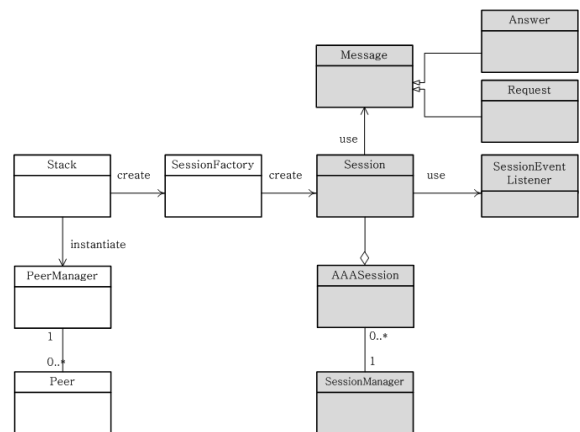 Answer
Message
Request
use
Stack
create
SessionFactory
create
Session
use
SessionEvent
Listener
instantiate
PeerManager
AAASession
1
0..*
0..*
1
Peer
SessionManager